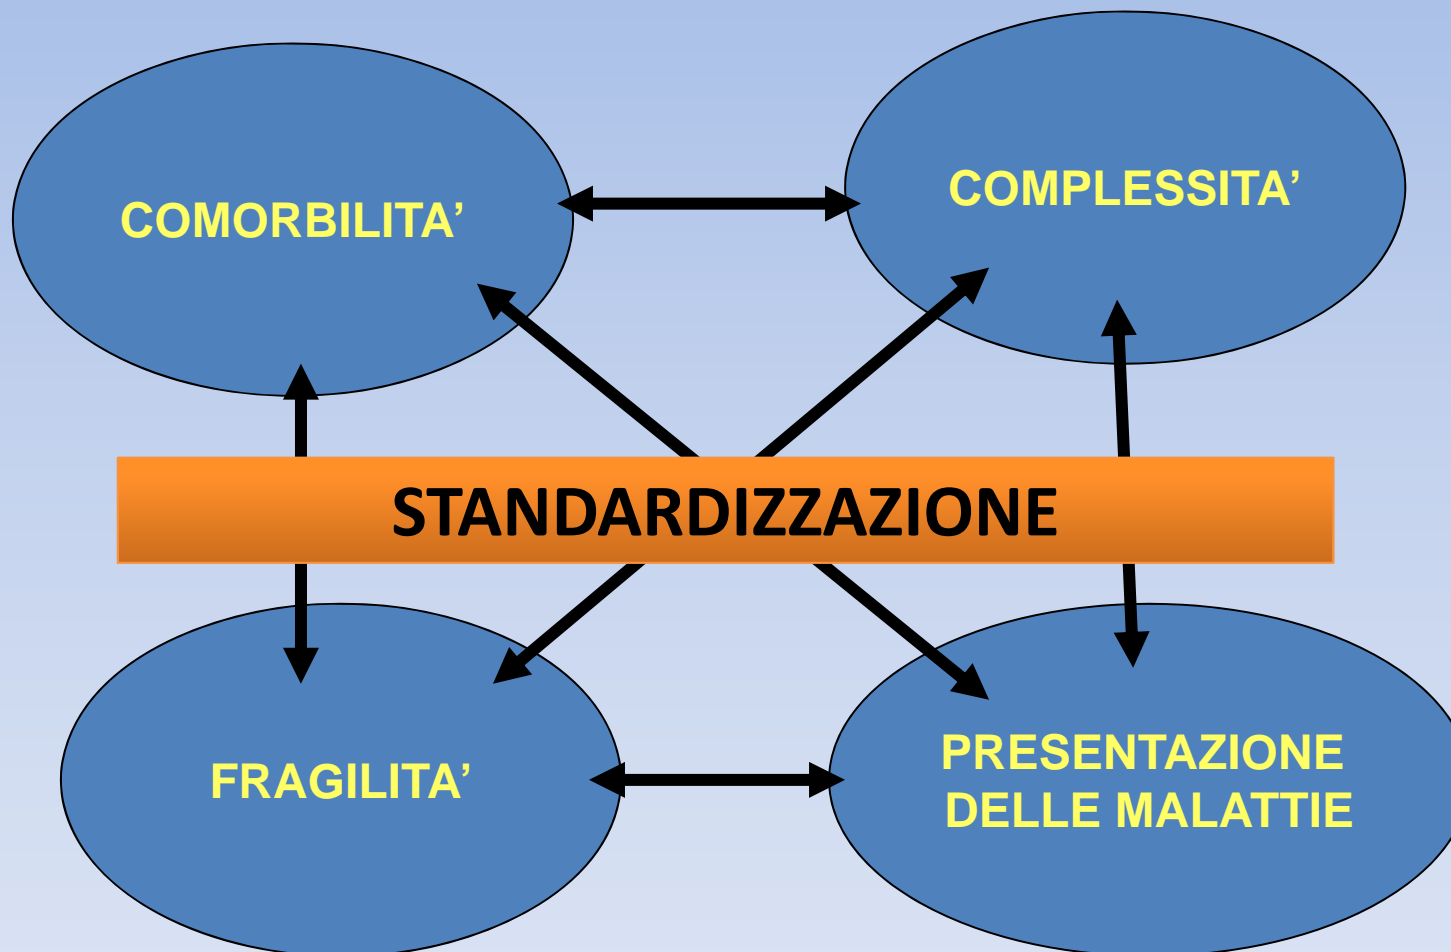 COMORBILITA’
COMPLESSITA’
STANDARDIZZAZIONE
FRAGILITA’
PRESENTAZIONE
DELLE MALATTIE